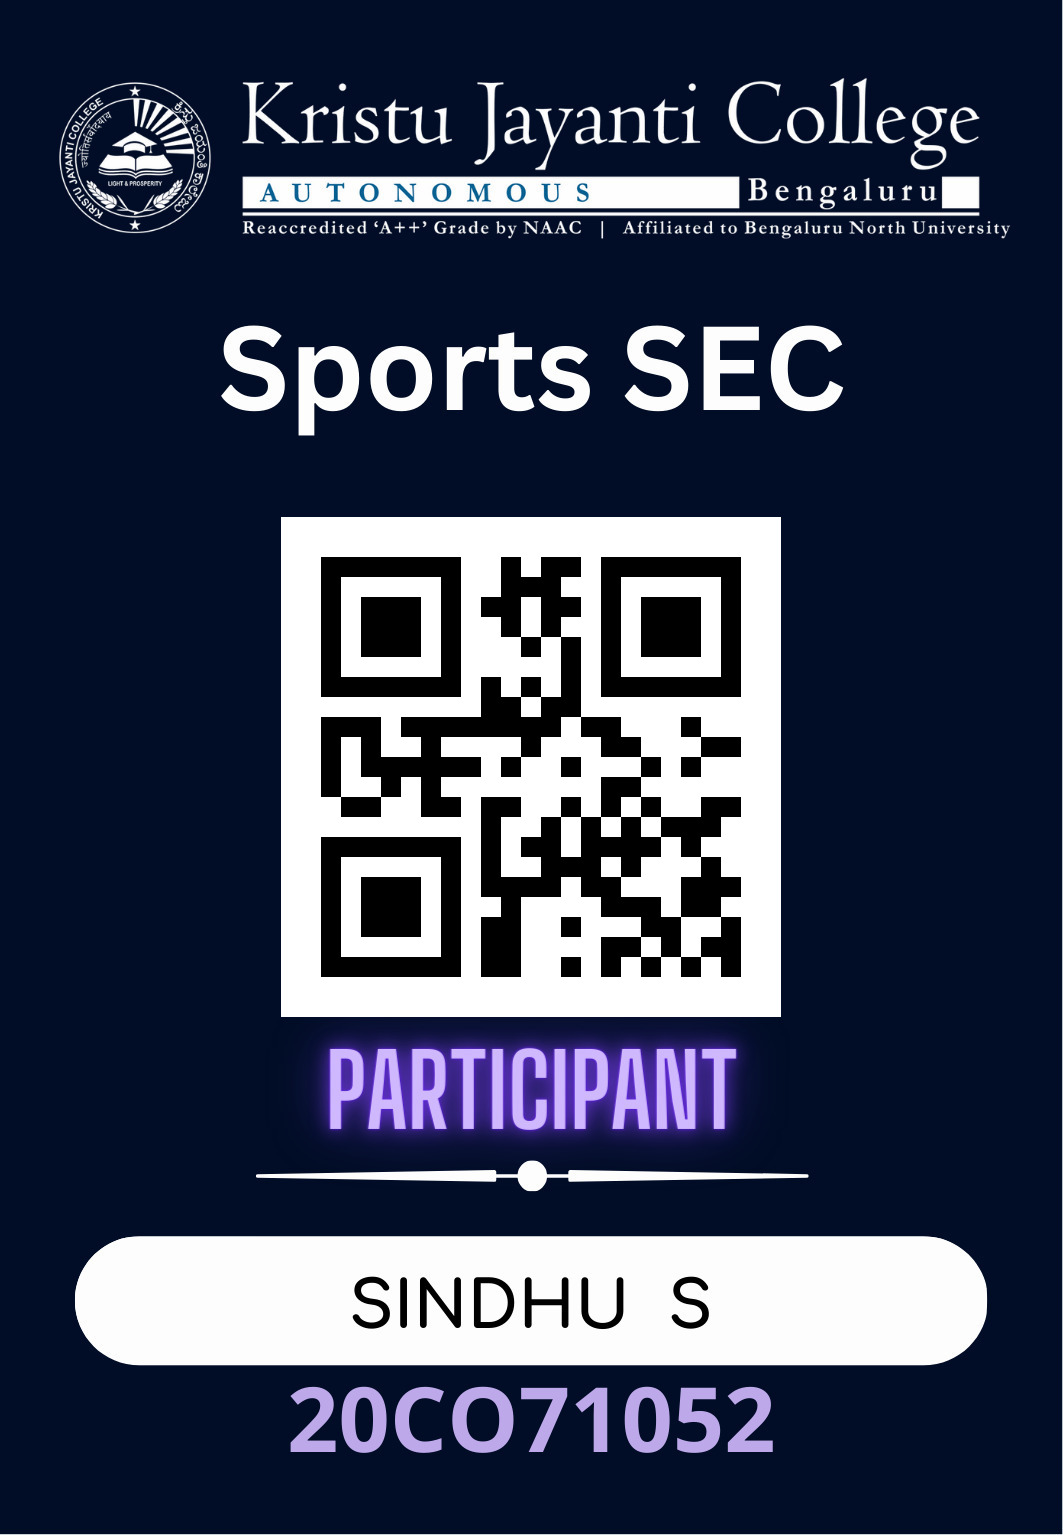 KRISTU JAYANTI COLLEGE
LIGHT & PROSPERITY
Kristu Jayanti College
AUTONOMOUS Bengaluru
Reaccredited ‘A++’ Grade by NAAC | Affiliated to Bengaluru North University
Sports SEC
PARTICIPANT
SINDHU S
20CO71052